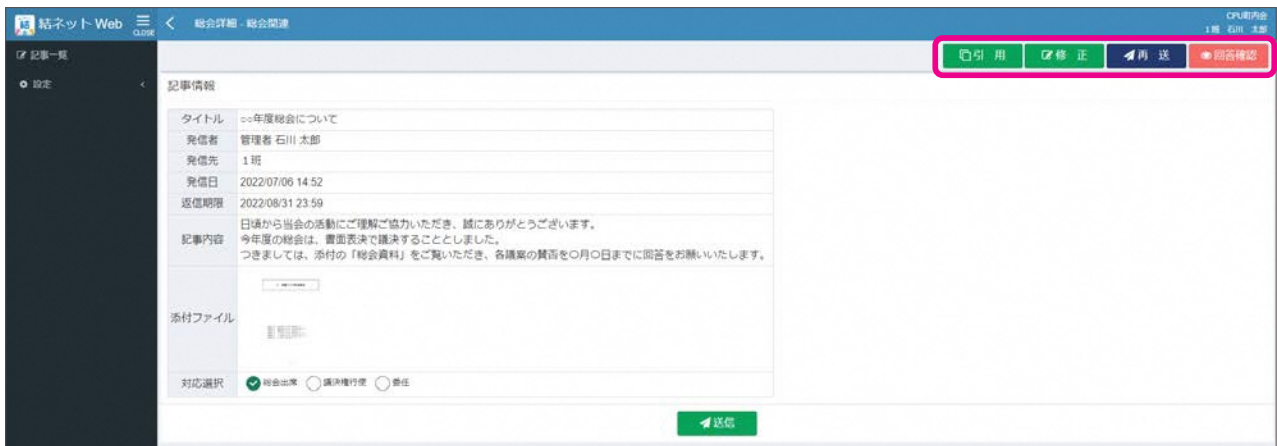 結ネット Web
CLOSE
総会詳細 - 総会関連
CPU町内会
1班 石川 太郎
記事一覧
設定
引 用
修 正
再 送
回答確認
記事情報
タイトル ○○年度総会について
発信者 管理者 石川 太郎
発信先 1班
発信日 2022/07/06 14:52
返信期限 2022/08/31 23:59
記事内容
日頃から当会の活動にご理解ご協力いただき、誠にありがとうございます。
今年度の総会は、書面表決で議決することとしました。
つきましては、添付の「総会資料」をご覧いただき、各議案の賛否を〇月〇日までに回答をお願いいたします。
添付ファイル
対応選択 総会出席 議決権行使 委任
送信